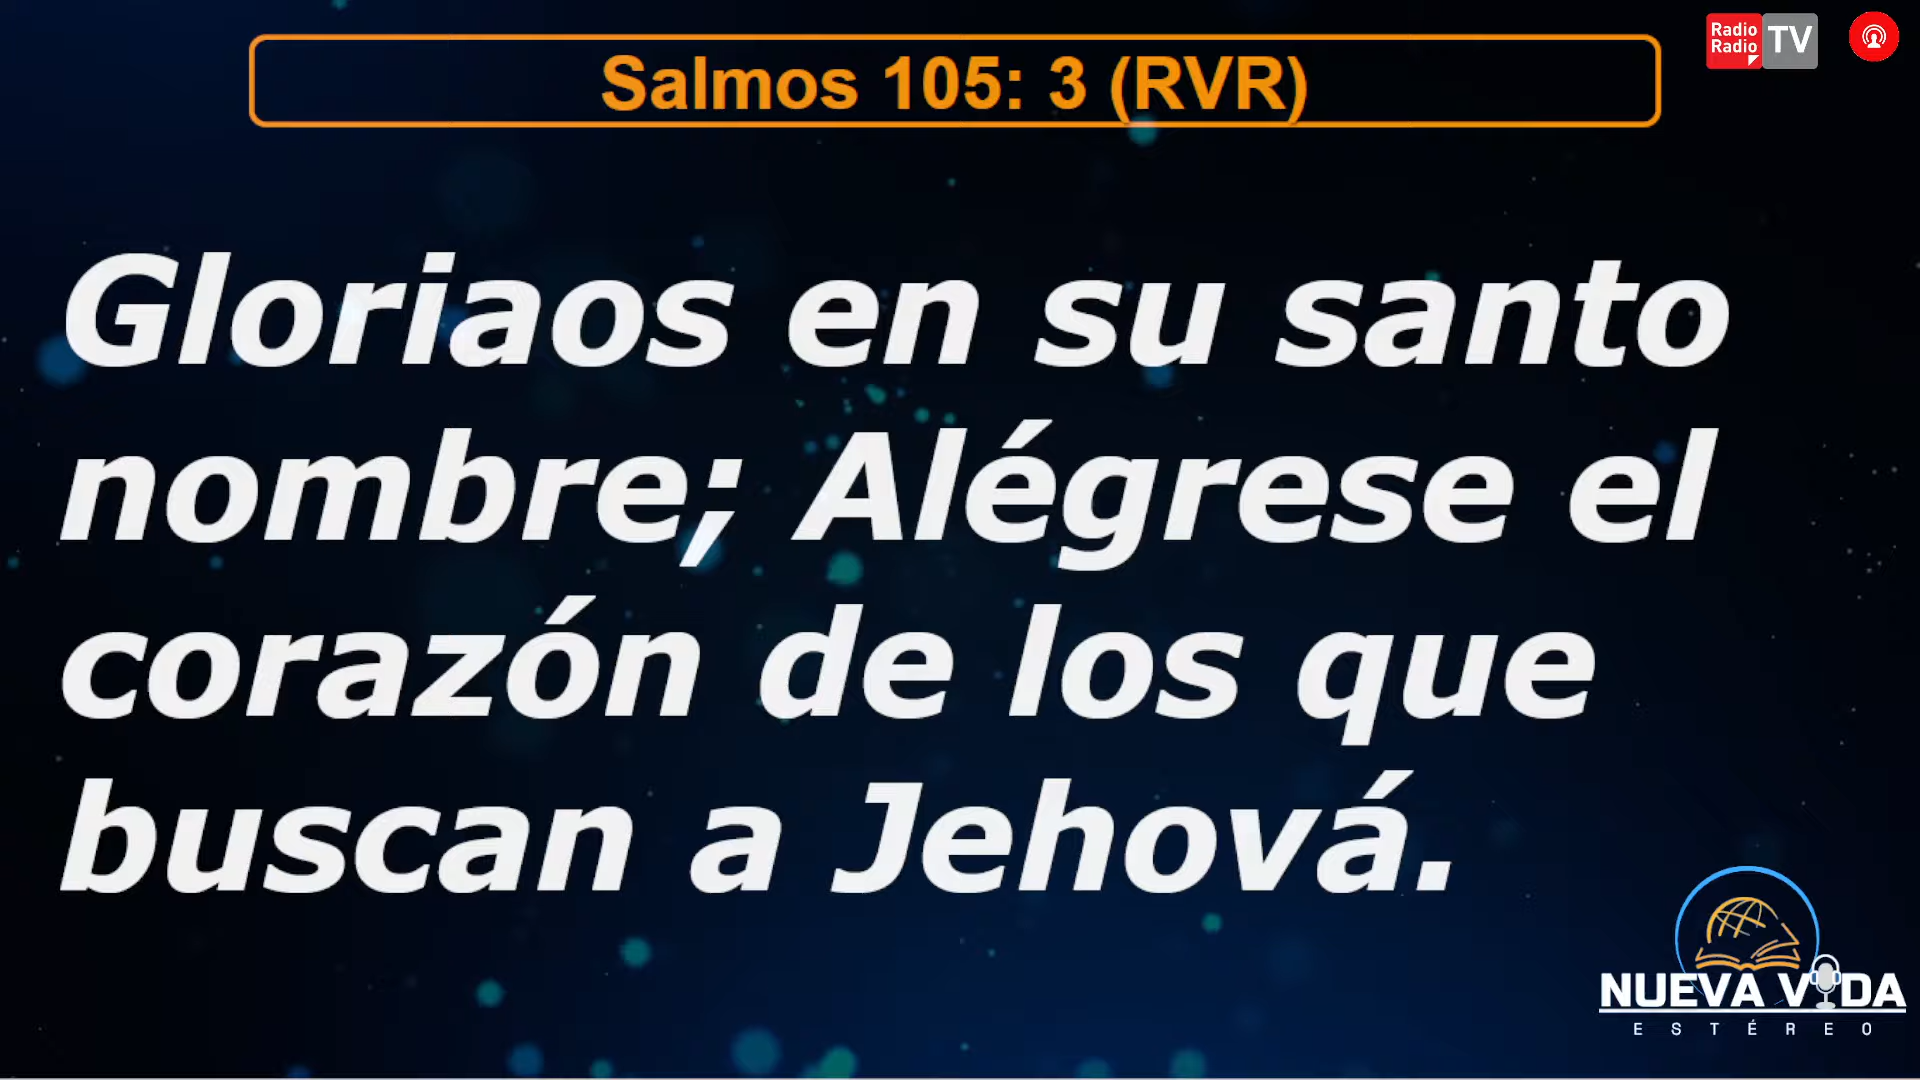 Radio
Radio
TV
Salmos 105: 3 (RVR)
Gloriaos en su santo
nombre; Alégrese el
corazón de los que
buscan a Jehová.
NUEVA VIDA
ESTÉREO